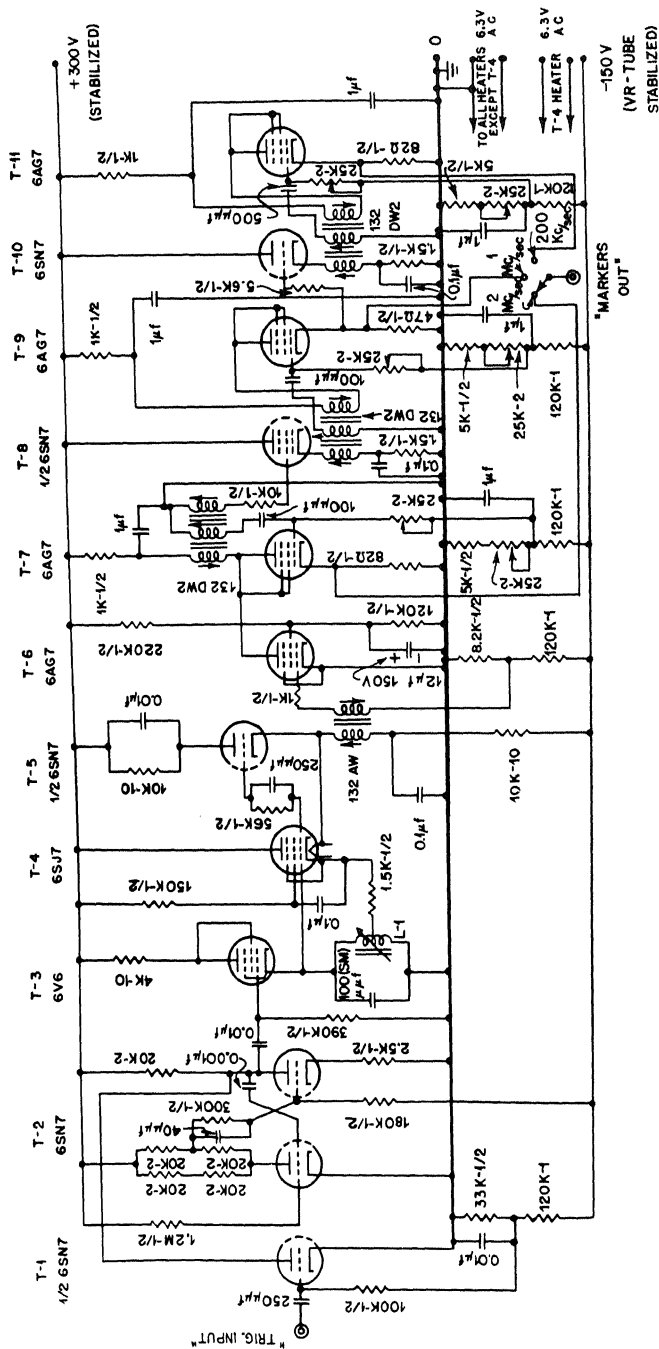 +300V
(STABILIZED)
T-1
1/2 6SN7
T-2
6SN7
T-3
6V6
T-4
6SJ7
T-5
1/2 6SN7
T-6
6AG7
T-7
6AG7
T-8
1/2 6SN7
T-9
6AG7
T-10
6SN7
T-11
6AG7
"TRIG. INPUT"
250μμf
100K-1/2
1.2M-1/2
20K-2
20K-2
20K-2
20K-2
40μμf
300K-1/2
20K-2
0.001μf
0.01μf
180K-1/2
2.5K-1/2
390K-1/2
4K-10
100(SM)
μμf
L-1
1.5K-1/2
150K-1/2
0.1μf
56K-1/2
250μμf
10K-10
0.01μf
132 AW
0.1μf
10K-10
1K-1/2
220K-1/2
12μf 150V
+
−
120K-1/2
8.2K-1/2
120K-1
1K-1/2
1μf
132 DW2
10K-1/2
100μμf
82Ω-1/2
25K-2
5K-1/2
25K-2
1μf
120K-1
1K-1/2
1μf
132 DW2
1.5K-1/2
0.1μf
100μμf
25K-2
47Ω-1/2
5K-1/2
25K-2
120K-1
1μf
5.6K-1/2
1K-1/2
1μf
500μμf
132
DW2
1.5K-1/2
0.1μf
25K-2
82Ω-1/2
5K-1/2
25K-2
120K-1
1μf
2
Mc/sec
1
Mc/sec
200
Kc/sec
"MARKERS
OUT"
33K-1/2
0.01μf
120K-1
0
TO ALL HEATERS
EXCEPT T-4
6.3V
AC
T-4 HEATER
6.3V
AC
-150V
(VR-TUBE
STABILIZED)